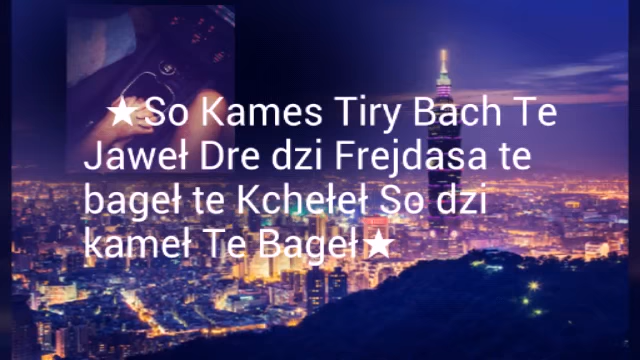 ★So Kames Tiry Bach Te
Jaweł Dre dzi Frejdasa te
bageł te Kchełeł So dzi
kameł Te Bageł★